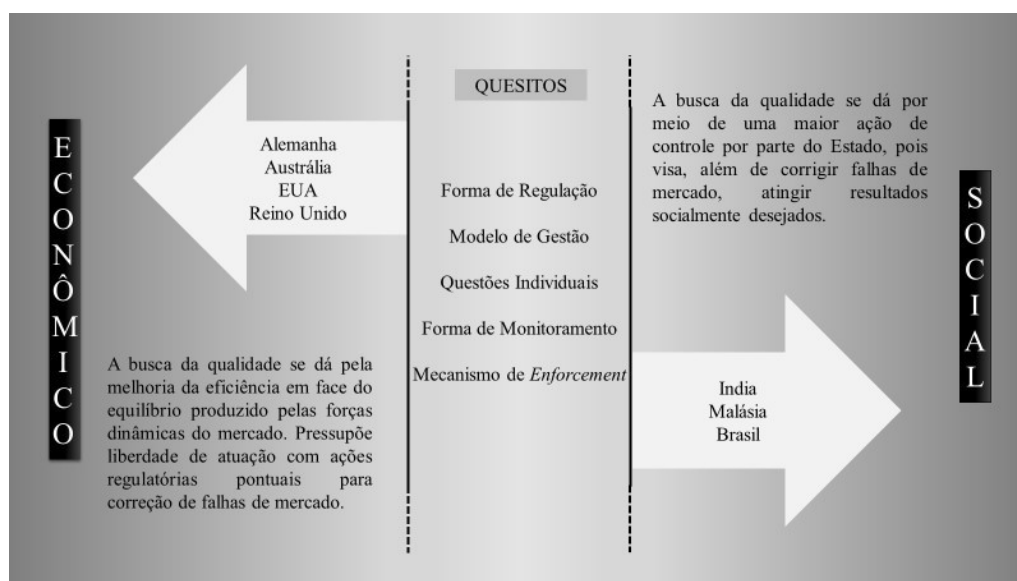 ECONÔMICO
Alemanha
Austrália
EUA
Reino Unido
A busca da qualidade se dá pela
melhoria da eficiência em face do
equilíbrio produzido pelas forças
dinâmicas do mercado. Pressupõe
liberdade de atuação com ações
regulatórias pontuais para
correção de falhas de mercado.
QUESITOS
Forma de Regulação
Modelo de Gestão
Questões Individuais
Forma de Monitoramento
Mecanismo de Enforcement
A busca da qualidade se dá por
meio de uma maior ação de
controle por parte do Estado, pois
visa, além de corrigir falhas de
mercado, atingir resultados
socialmente desejados.
India
Malásia
Brasil
SOCIAL